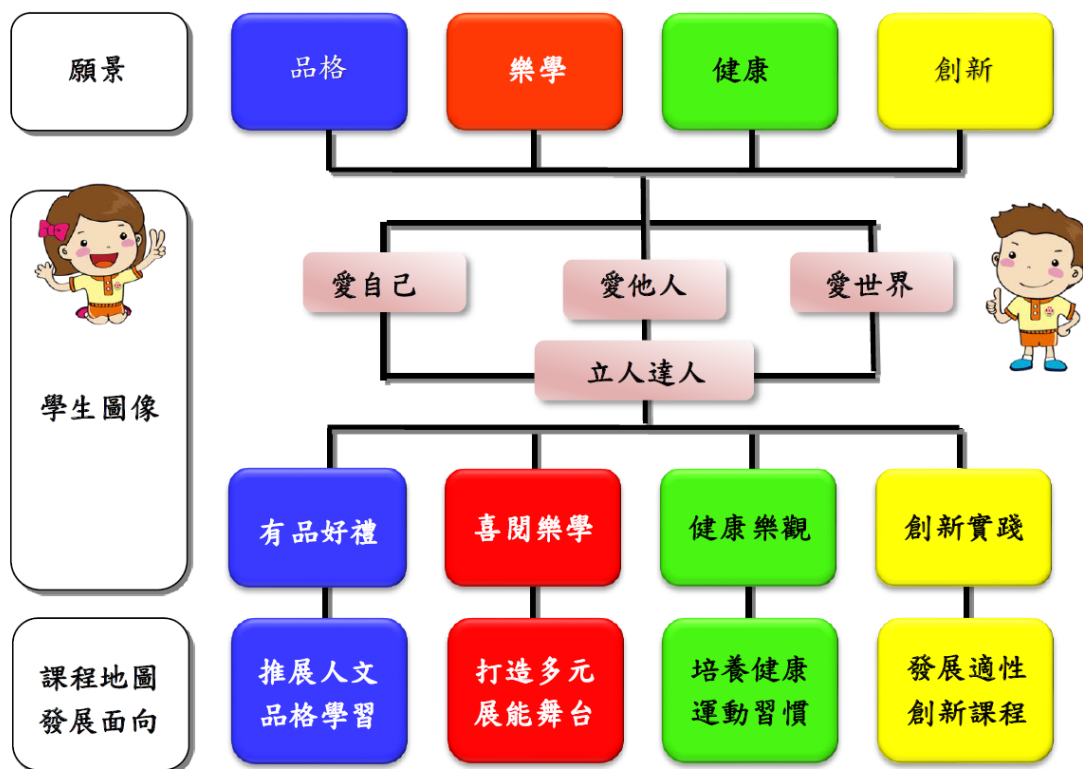 願景
品格
樂學
健康
創新
愛自己
愛他人
愛世界
立人達人
學生圖像
有品好禮
喜閱樂學
健康樂觀
創新實踐
課程地圖
發展面向
推展人文
品格學習
打造多元
展能舞台
培養健康
運動習慣
發展適性
創新課程